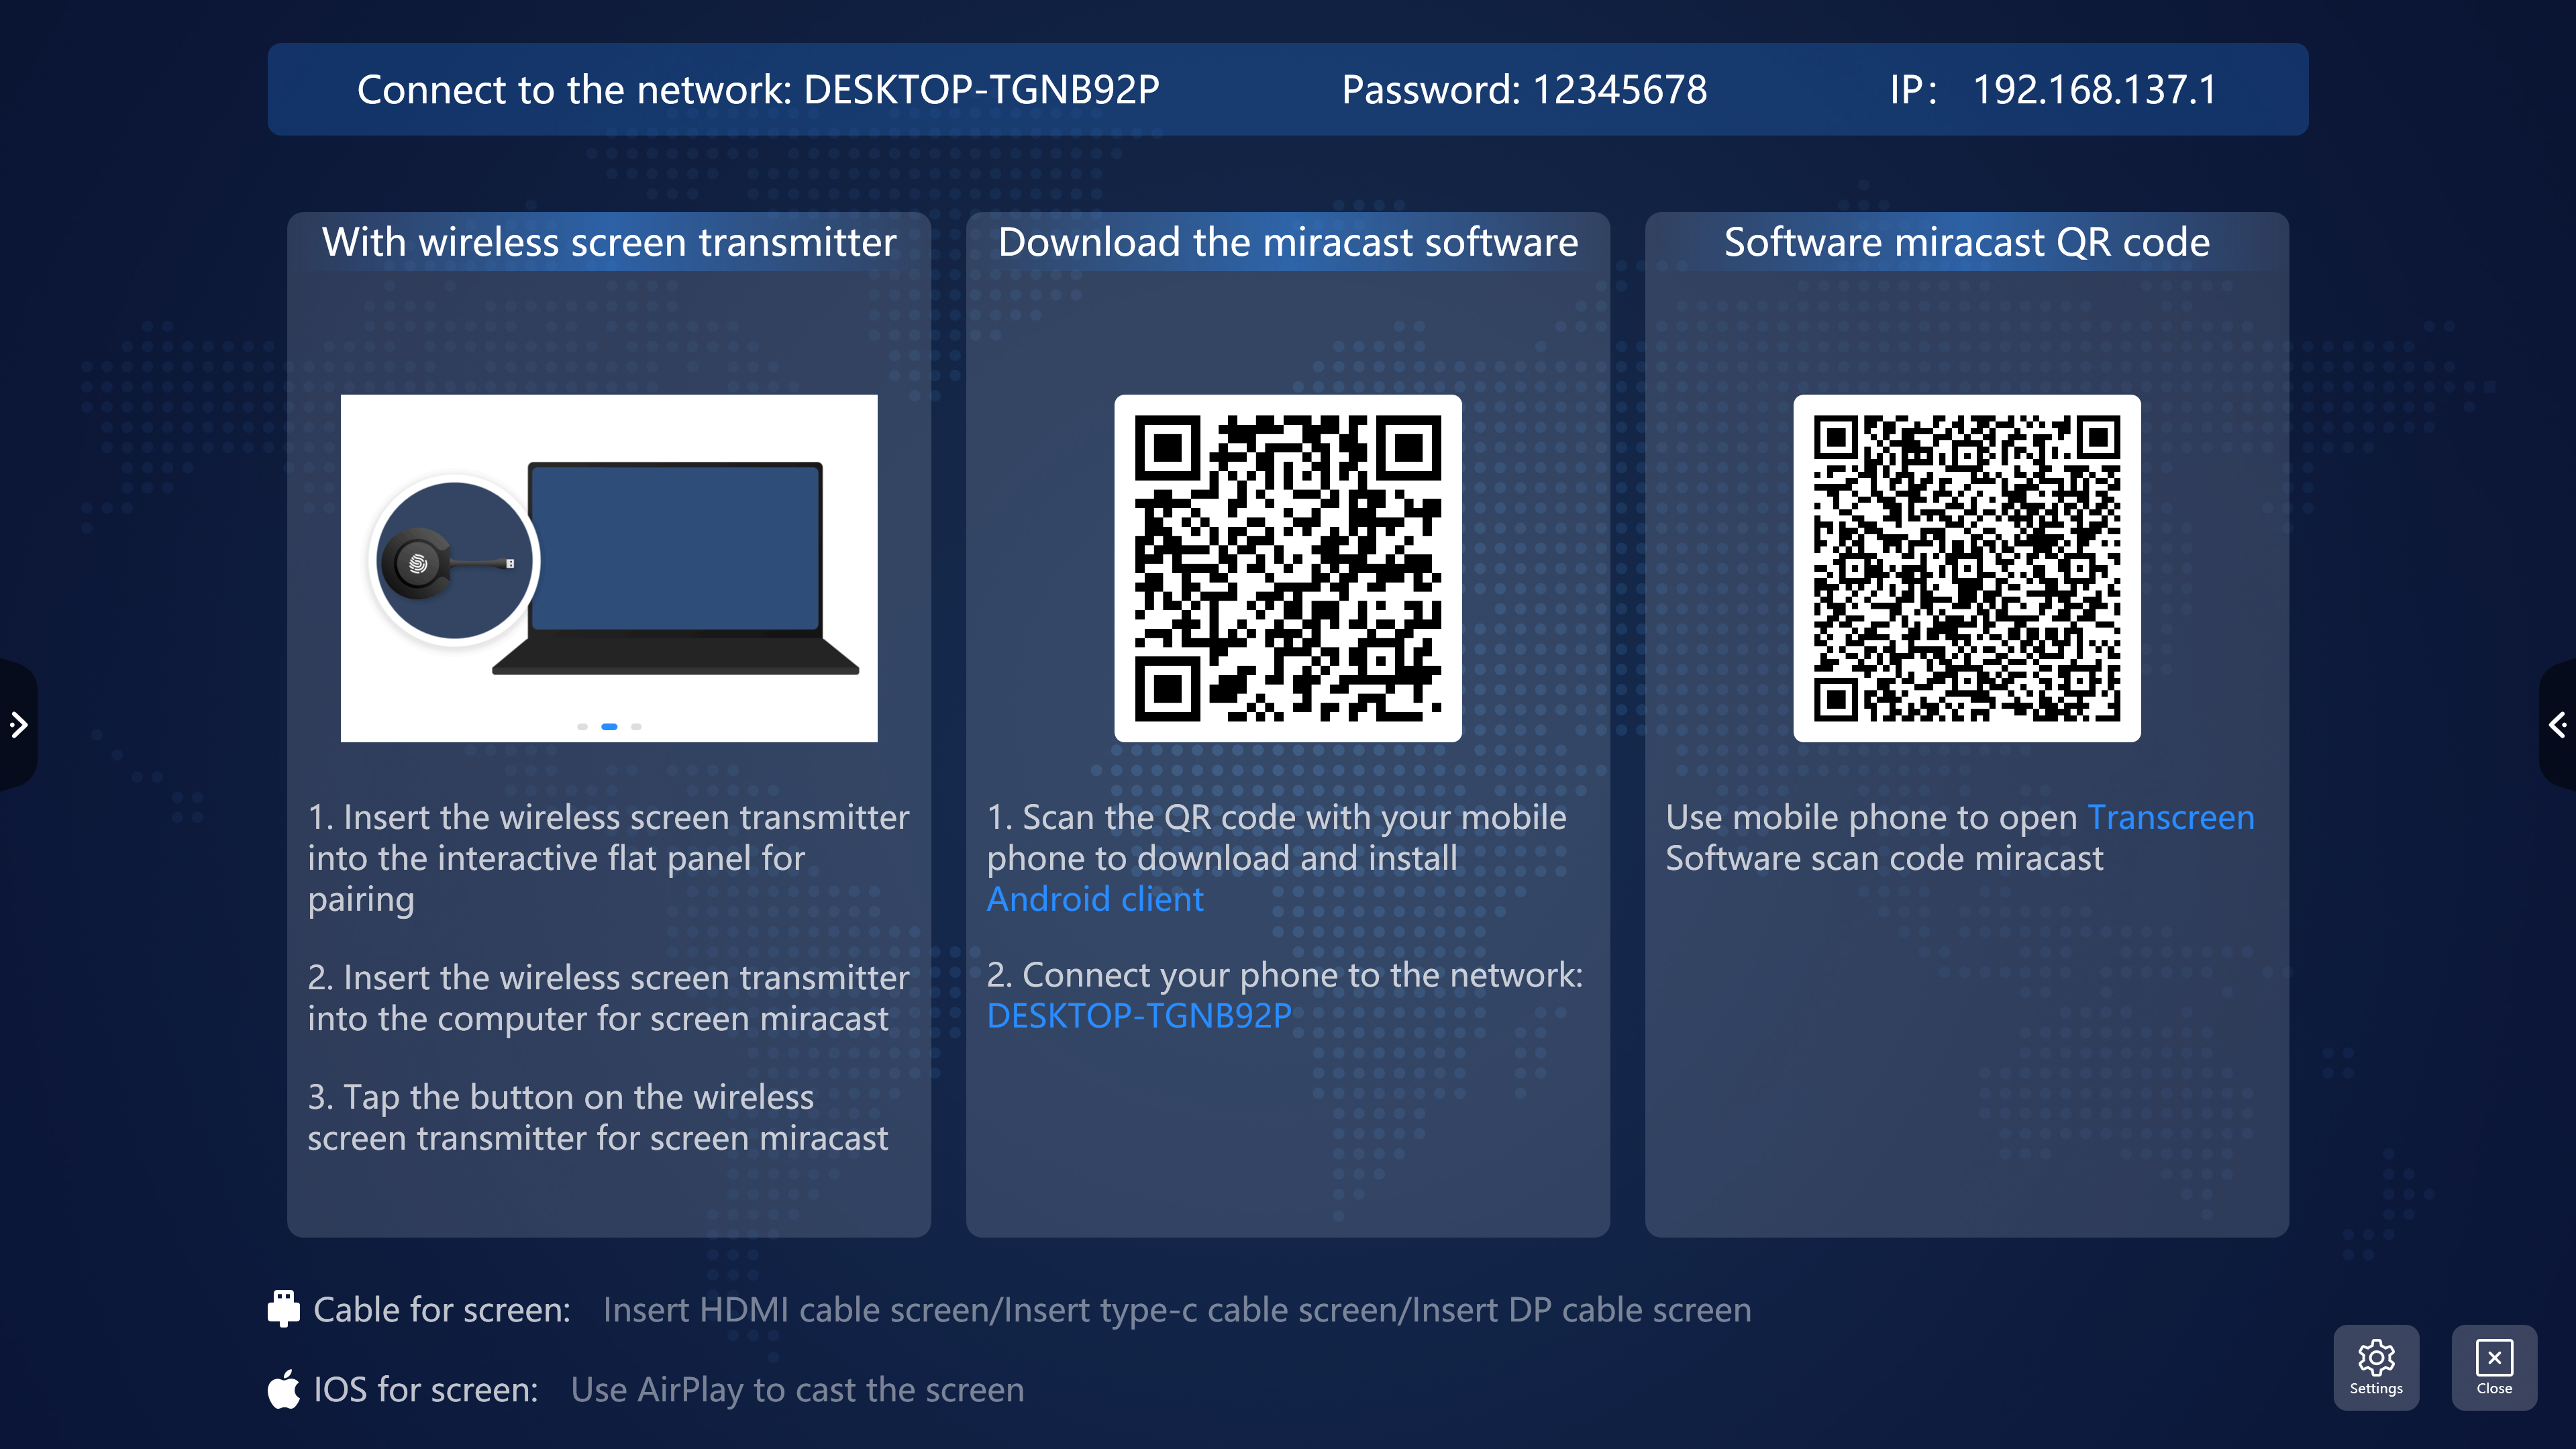 Connect to the network: DESKTOP-TGNB92P
Password: 12345678
IP: 192.168.137.1
With wireless screen transmitter
1. Insert the wireless screen transmitter
into the interactive flat panel for
pairing
2. Insert the wireless screen transmitter
into the computer for screen miracast
3. Tap the button on the wireless
screen transmitter for screen miracast
Download the miracast software
1. Scan the QR code with your mobile
phone to download and install
Android client
2. Connect your phone to the network:
DESKTOP-TGNB92P
Software miracast QR code
Use mobile phone to open Transcreen
Software scan code miracast
Cable for screen: Insert HDMI cable screen/Insert type-c cable screen/Insert DP cable screen
IOS for screen: Use AirPlay to cast the screen
Settings
Close